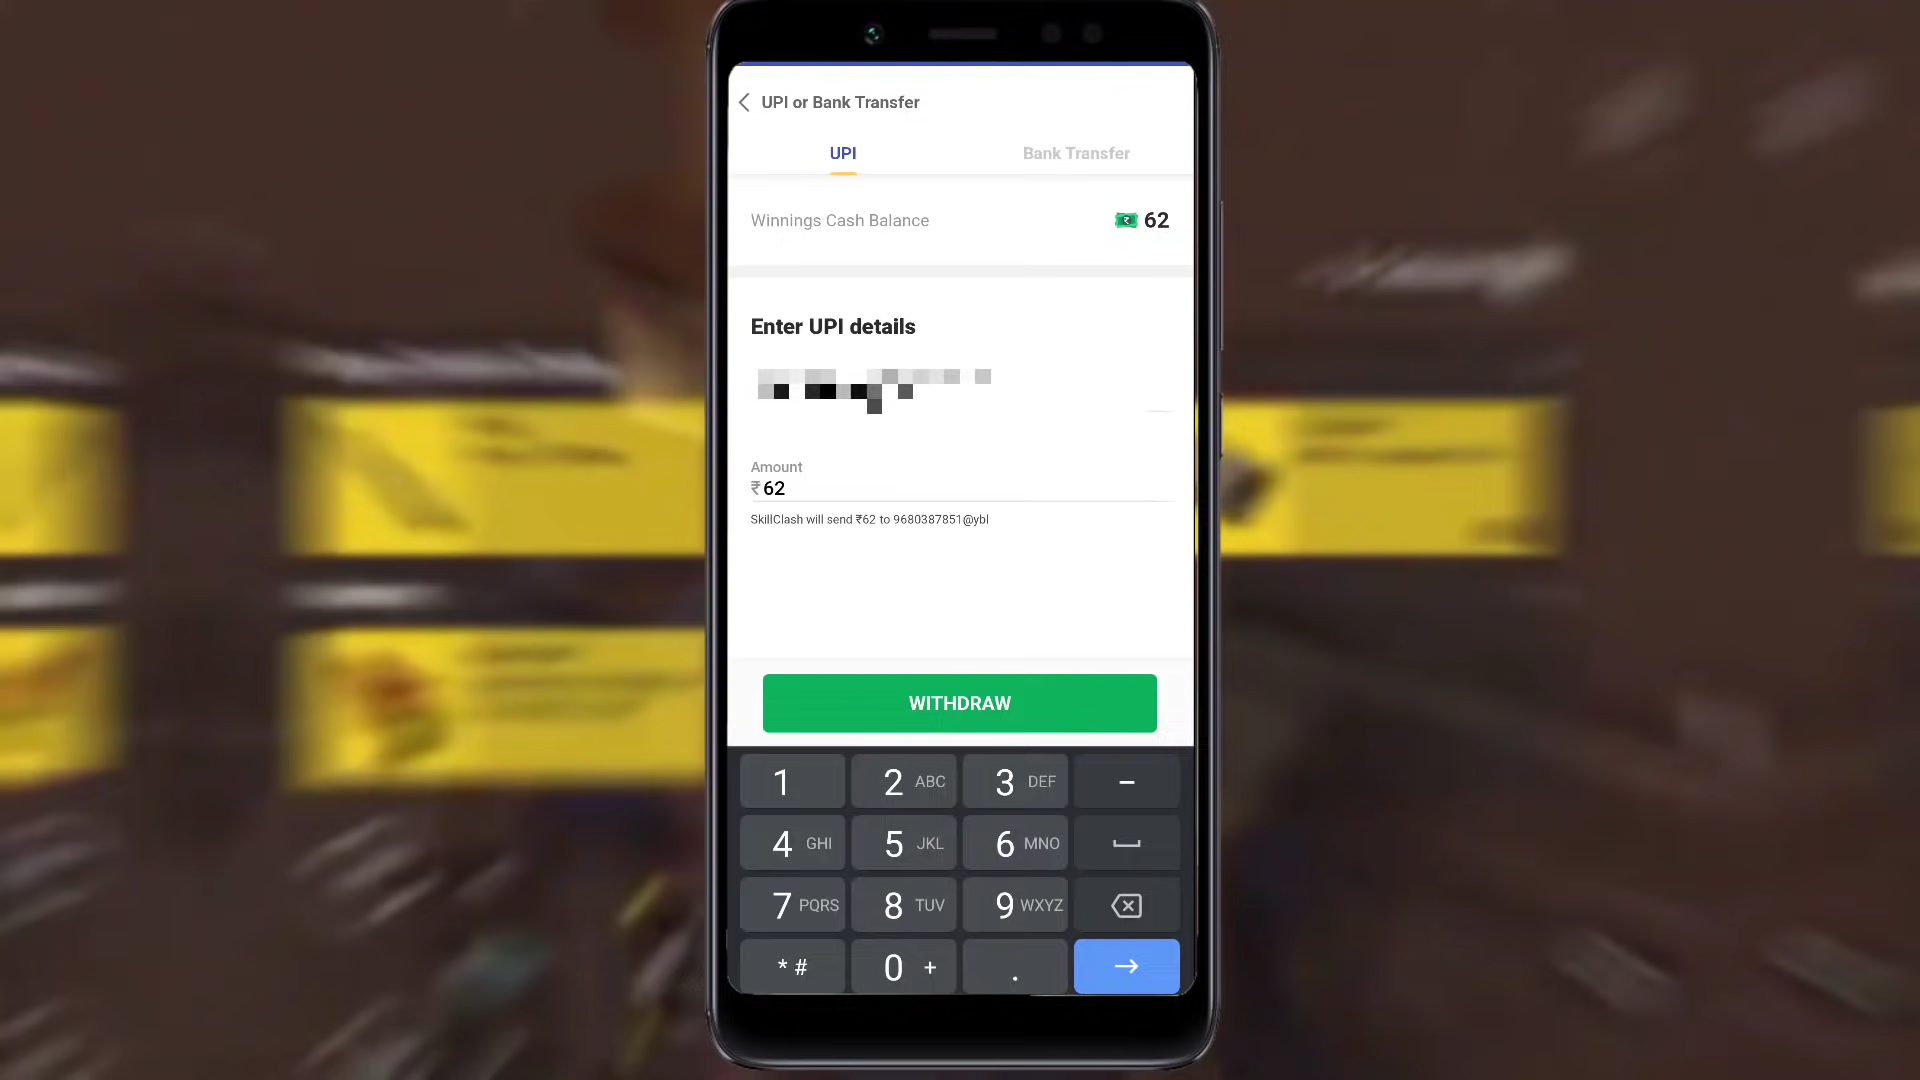 UPI or Bank Transfer
UPI
Bank Transfer
Winnings Cash Balance
62
Enter UPI details
Amount
₹62
SkillClash will send ₹62 to 9680387851@ybl
WITHDRAW
1
2 ABC
3 DEF
-
4 GHI
5 JKL
6 MNO
7 PQRS
8 TUV
9 WXYZ
* #
0 +
.